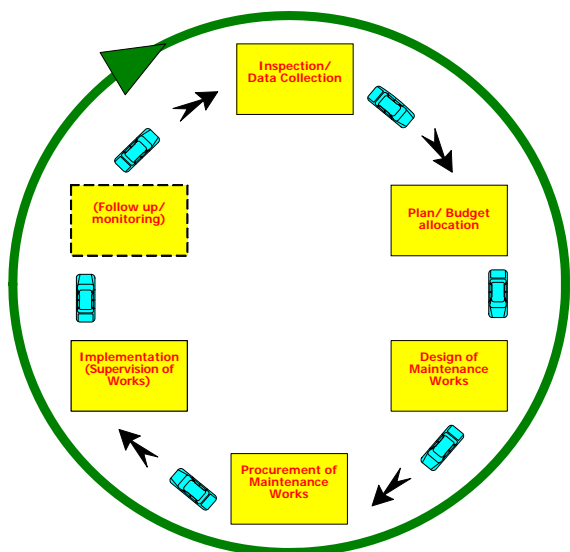 Inspection/
Data Collection
(Follow up/
monitoring)
Plan/ Budget
allocation
Implementation
(Supervision of
Works)
Design of
Maintenance
Works
Procurement of
Maintenance
Works